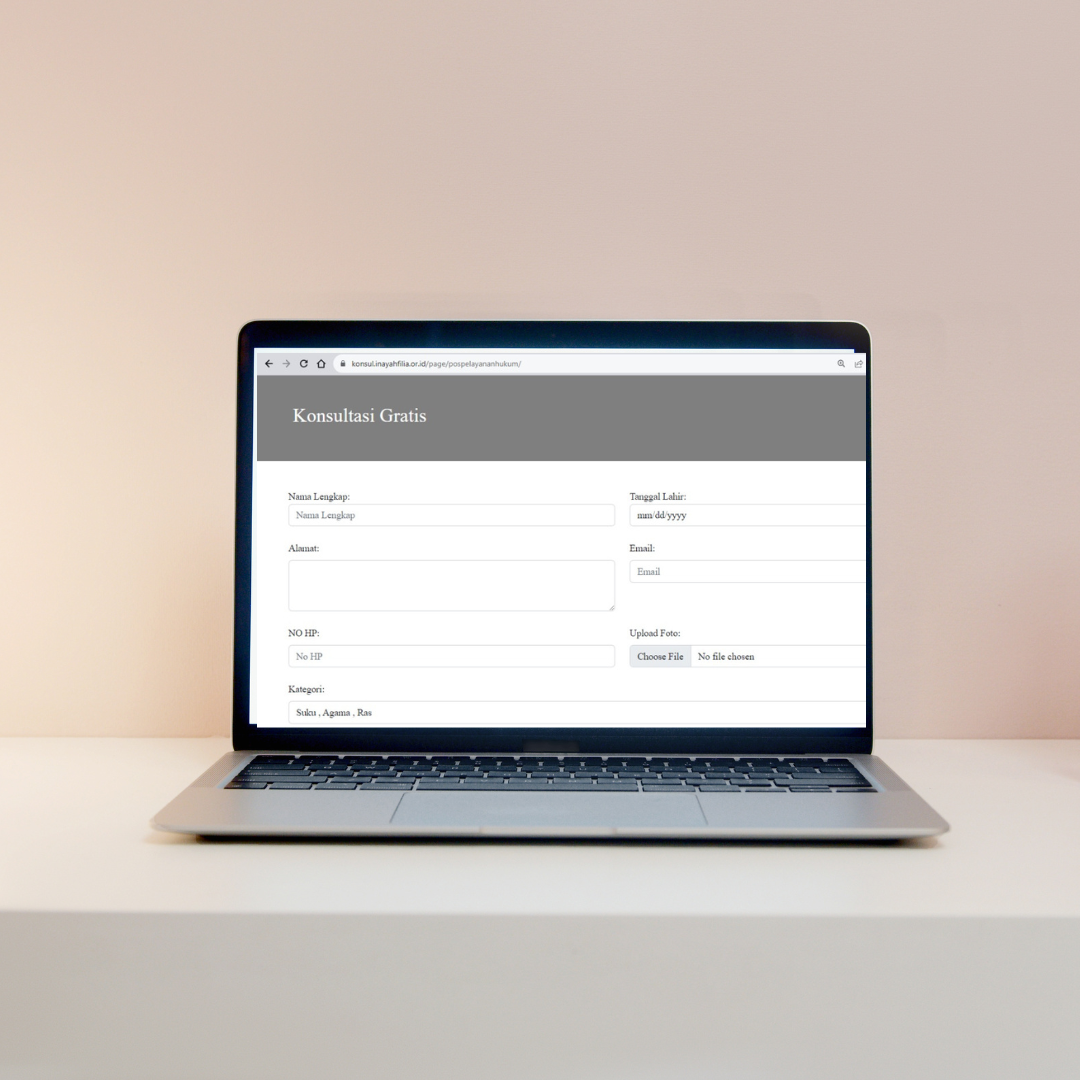 konsul.inayahfilia.or.id/page/pospelayananhukum/
Konsultasi Gratis
Nama Lengkap:
Nama Lengkap
Tanggal Lahir:
mm/dd/yyyy
Alamat:
Email:
Email
NO HP:
No HP
Upload Foto:
Choose File No file chosen
Kategori:
Suku , Agama , Ras